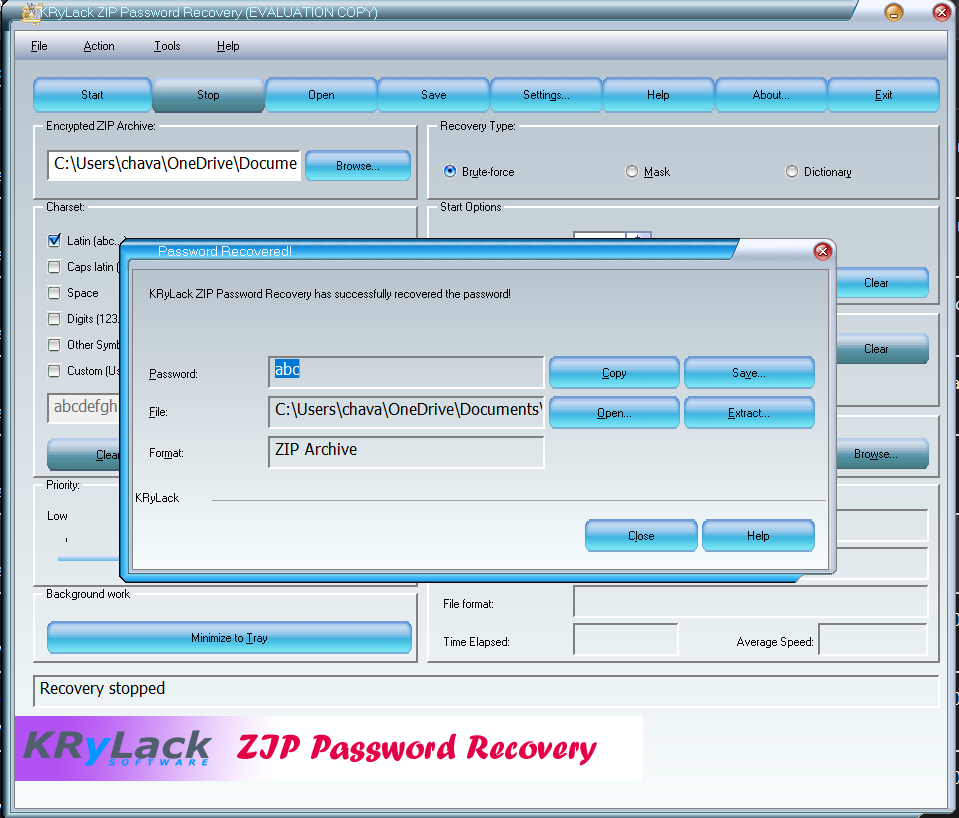 KRyLack ZIP Password Recovery (EVALUATION COPY)
File Action Tools Help
Start Stop Open Save Settings... Help About... Exit
Encrypted ZIP Archive:
C:\Users\chava\OneDrive\Docume
Browse...
Recovery Type:
Brute-force Mask Dictionary
Charset:
Latin (abc..
Caps latin (
Space
Digits (123.
Other Symb
Custom (Us
abcdefgh
Clear
Start Options
Clear
Clear
Browse...
Password Recovered!
KRyLack ZIP Password Recovery has successfully recovered the password!
Password: abc Copy Save...
File: C:\Users\chava\OneDrive\Documents\ Open... Extract...
Format: ZIP Archive
KRyLack
Close Help
Priority:
Low
Background work
Minimize to Tray
File format:
Time Elapsed: Average Speed:
Recovery stopped
KRyLack SOFTWARE ZIP Password Recovery